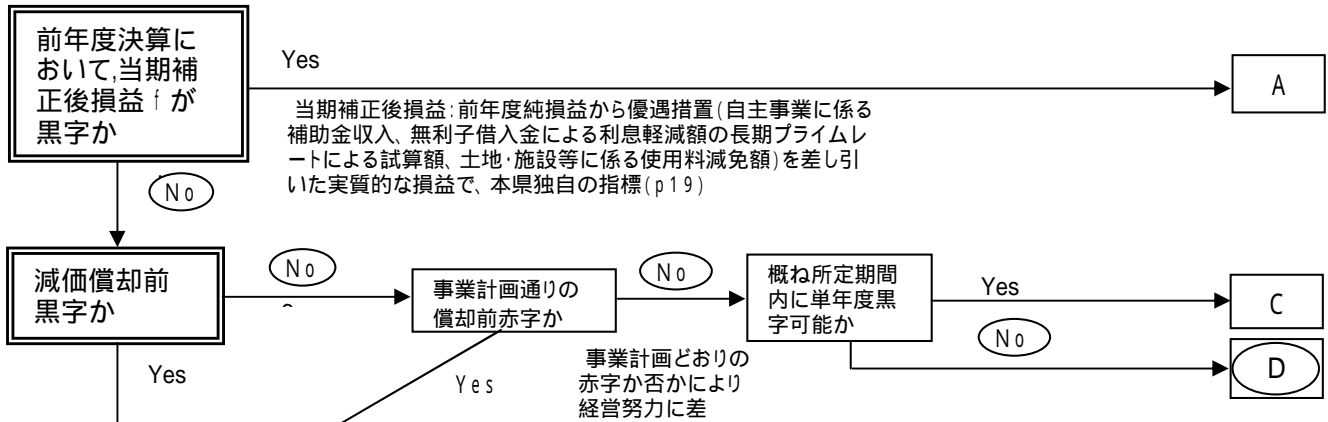 前年度決算に
おいて,当期補
正後損益fが
黒字か
Yes
A
当期補正後損益:前年度純損益から優遇措置(自主事業に係る
補助金収入、無利子借入金による利息軽減額の長期プライムレ
ートによる試算額、土地・施設等に係る使用料減免額)を差し引
いた実質的な損益で、本県独自の指標(p19)
No
減価償却前
黒字か
No
事業計画通りの
償却前赤字か
No
概ね所定期間
内に単年度黒
字可能か
Yes
C
No
D
Yes
Yes
事業計画どおりの
赤字か否かにより
経営努力に差